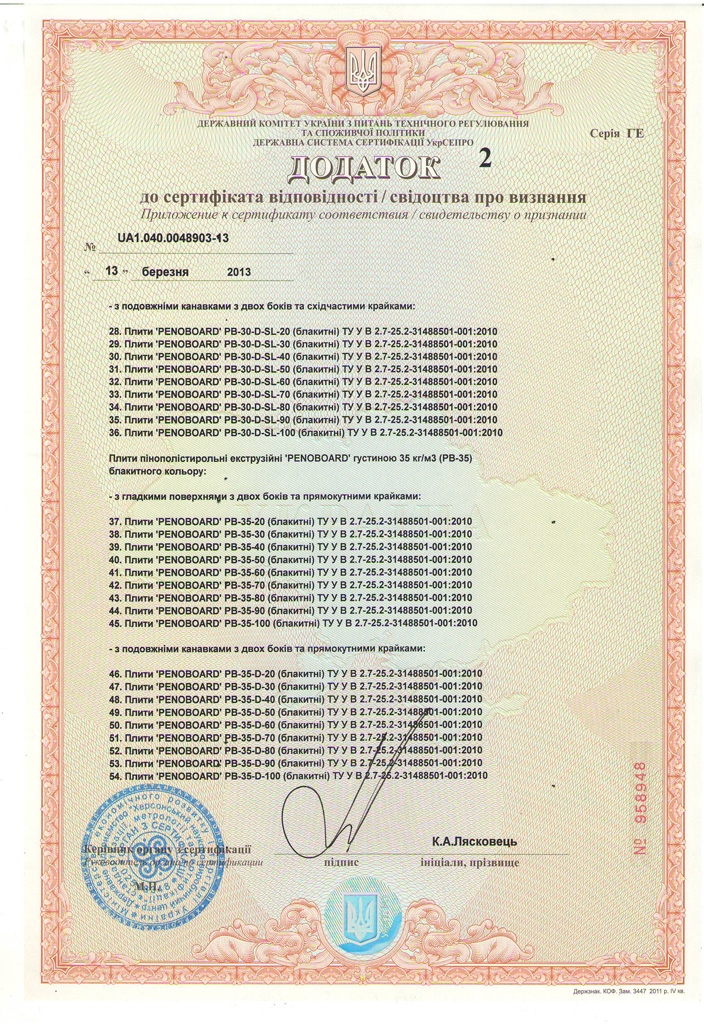 ДЕРЖАВНИЙ КОМІТЕТ УКРАЇНИ З ПИТАНЬ ТЕХНІЧНОГО РЕГУЛЮВАННЯ
ТА СПОЖИВЧОЇ ПОЛІТИКИ
ДЕРЖАВНА СИСТЕМА СЕРТИФІКАЦІЇ УкрСЕПРО
Серія ГЕ
ДОДАТОК 2
до сертифіката відповідності / свідоцтва про визнання
Приложение к сертификату соответствия / свидетельству о признании
№ UA1.040.0048903-13
" 13 " березня 2013
- з подовжніми канавками з двох боків та східчастими крайками:
28. Плити 'PENOBOARD' PB-30-D-SL-20 (блакитні) ТУ У В 2.7-25.2-31488501-001:2010
29. Плити 'PENOBOARD' PB-30-D-SL-30 (блакитні) ТУ У В 2.7-25.2-31488501-001:2010
30. Плити 'PENOBOARD' PB-30-D-SL-40 (блакитні) ТУ У В 2.7-25.2-31488501-001:2010
31. Плити 'PENOBOARD' PB-30-D-SL-50 (блакитні) ТУ У В 2.7-25.2-31488501-001:2010
32. Плити 'PENOBOARD' PB-30-D-SL-60 (блакитні) ТУ У В 2.7-25.2-31488501-001:2010
33. Плити 'PENOBOARD' PB-30-D-SL-70 (блакитні) ТУ У В 2.7-25.2-31488501-001:2010
34. Плити 'PENOBOARD' PB-30-D-SL-80 (блакитні) ТУ У В 2.7-25.2-31488501-001:2010
35. Плити 'PENOBOARD' PB-30-D-SL-90 (блакитні) ТУ У В 2.7-25.2-31488501-001:2010
36. Плити 'PENOBOARD' PB-30-D-SL-100 (блакитні) ТУ У В 2.7-25.2-31488501-001:2010
Плити пінополістирольні екструзійні 'PENOBOARD' густиною 35 кг/м3 (PB-35)
блакитного кольору:
- з гладкими поверхнями з двох боків та прямокутними крайками:
37. Плити 'PENOBOARD' PB-35-20 (блакитні) ТУ У В 2.7-25.2-31488501-001:2010
38. Плити 'PENOBOARD' PB-35-30 (блакитні) ТУ У В 2.7-25.2-31488501-001:2010
39. Плити 'PENOBOARD' PB-35-40 (блакитні) ТУ У В 2.7-25.2-31488501-001:2010
40. Плити 'PENOBOARD' PB-35-50 (блакитні) ТУ У В 2.7-25.2-31488501-001:2010
41. Плити 'PENOBOARD' PB-35-60 (блакитні) ТУ У В 2.7-25.2-31488501-001:2010
42. Плити 'PENOBOARD' PB-35-70 (блакитні) ТУ У В 2.7-25.2-31488501-001:2010
43. Плити 'PENOBOARD' PB-35-80 (блакитні) ТУ У В 2.7-25.2-31488501-001:2010
44. Плити 'PENOBOARD' PB-35-90 (блакитні) ТУ У В 2.7-25.2-31488501-001:2010
45. Плити 'PENOBOARD' PB-35-100 (блакитні) ТУ У В 2.7-25.2-31488501-001:2010
- з подовжніми канавками з двох боків та прямокутними крайками:
46. Плити 'PENOBOARD' PB-35-D-20 (блакитні) ТУ У В 2.7-25.2-31488501-001:2010
47. Плити 'PENOBOARD' PB-35-D-30 (блакитні) ТУ У В 2.7-25.2-31488501-001:2010
48. Плити 'PENOBOARD' PB-35-D-40 (блакитні) ТУ У В 2.7-25.2-31488501-001:2010
49. Плити 'PENOBOARD' PB-35-D-50 (блакитні) ТУ У В 2.7-25.2-31488501-001:2010
50. Плити 'PENOBOARD' PB-35-D-60 (блакитні) ТУ У В 2.7-25.2-31488501-001:2010
51. Плити 'PENOBOARD' PB-35-D-70 (блакитні) ТУ У В 2.7-25.2-31488501-001:2010
52. Плити 'PENOBOARD' PB-35-D-80 (блакитні) ТУ У В 2.7-25.2-31488501-001:2010
53. Плити 'PENOBOARD' PB-35-D-90 (блакитні) ТУ У В 2.7-25.2-31488501-001:2010
54. Плити 'PENOBOARD' PB-35-D-100 (блакитні) ТУ У В 2.7-25.2-31488501-001:2010
№ 958948
К.А.Лясковець
Керівник органу з сертифікації
підпис ініціали, прізвище
Руководитель органа по сертификации
М.П.
Держзнак. КОФ. Зам. 3447 2011 р. IV кв.